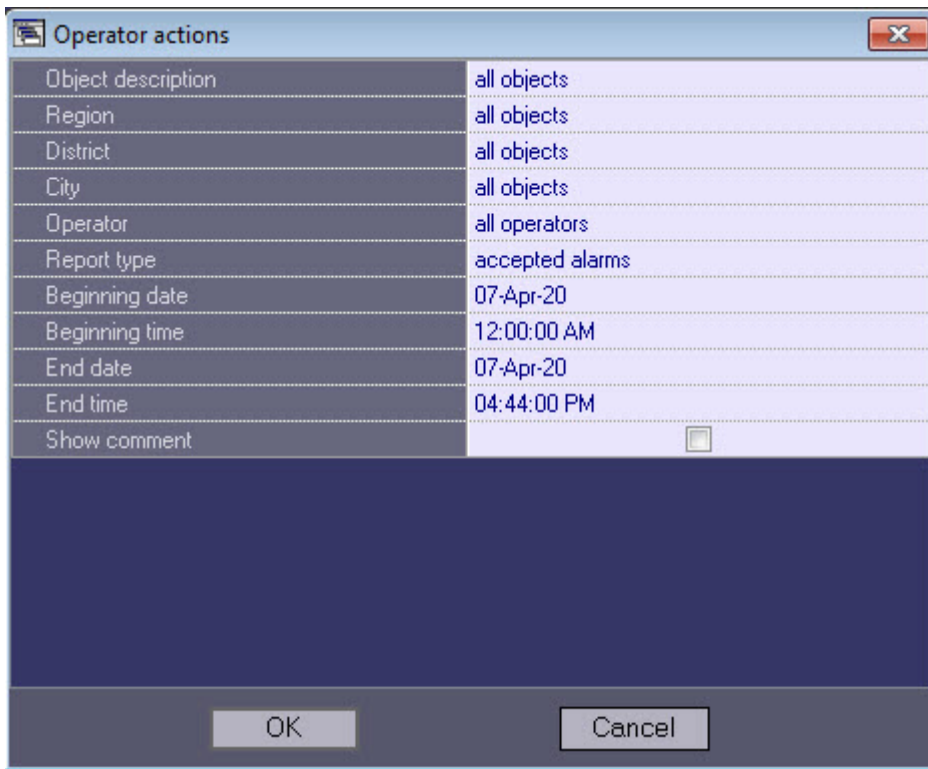 Operator actions
Object description all objects
Region all objects
District all objects
City all objects
Operator all operators
Report type accepted alarms
Beginning date 07-Apr-20
Beginning time 12:00:00 AM
End date 07-Apr-20
End time 04:44:00 PM
Show comment
OK Cancel